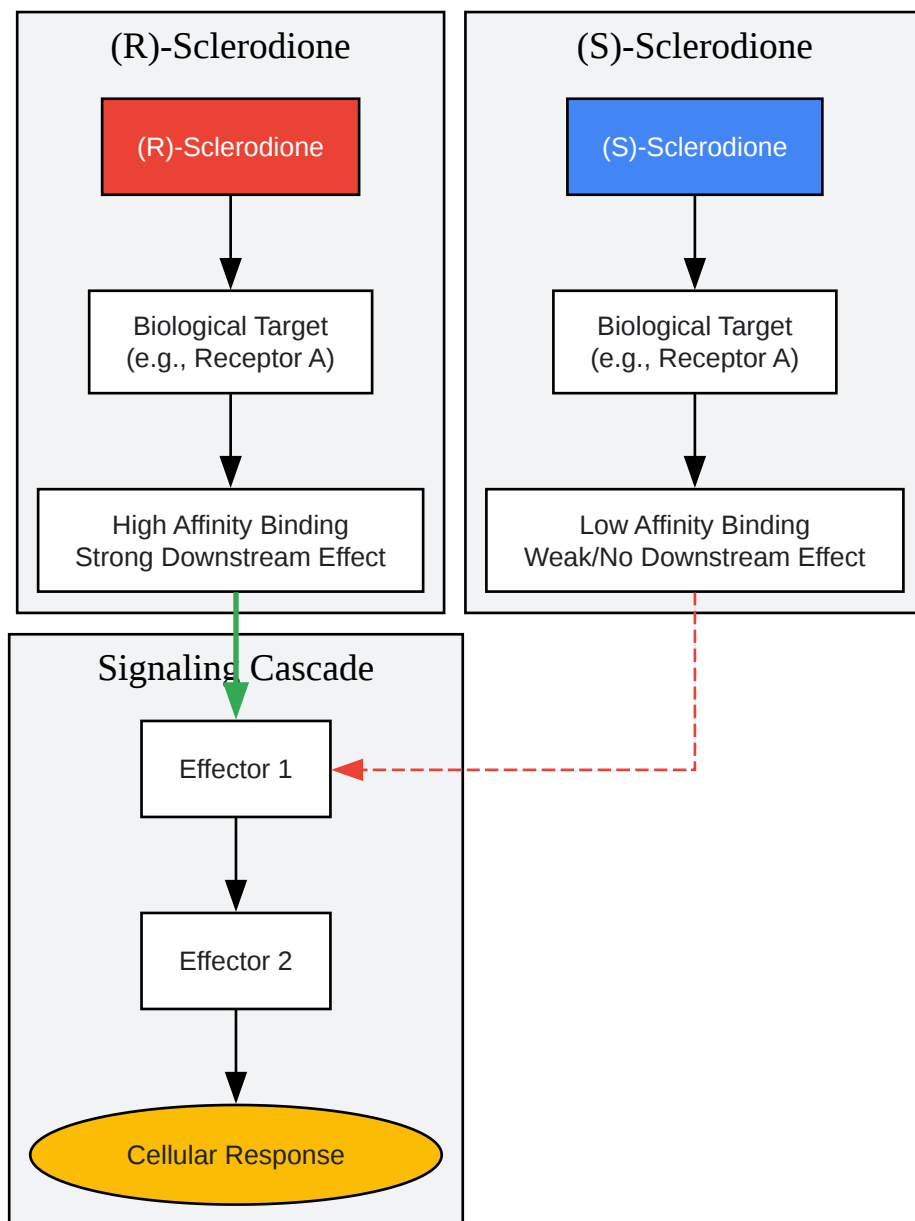 (R)-Sclerodione
(R)-Sclerodione
Biological Target
(e.g., Receptor A)
High Affinity Binding
Strong Downstream Effect
(S)-Sclerodione
(S)-Sclerodione
Biological Target
(e.g., Receptor A)
Low Affinity Binding
Weak/No Downstream Effect
Signaling Cascade
Effector 1
Effector 2
Cellular Response